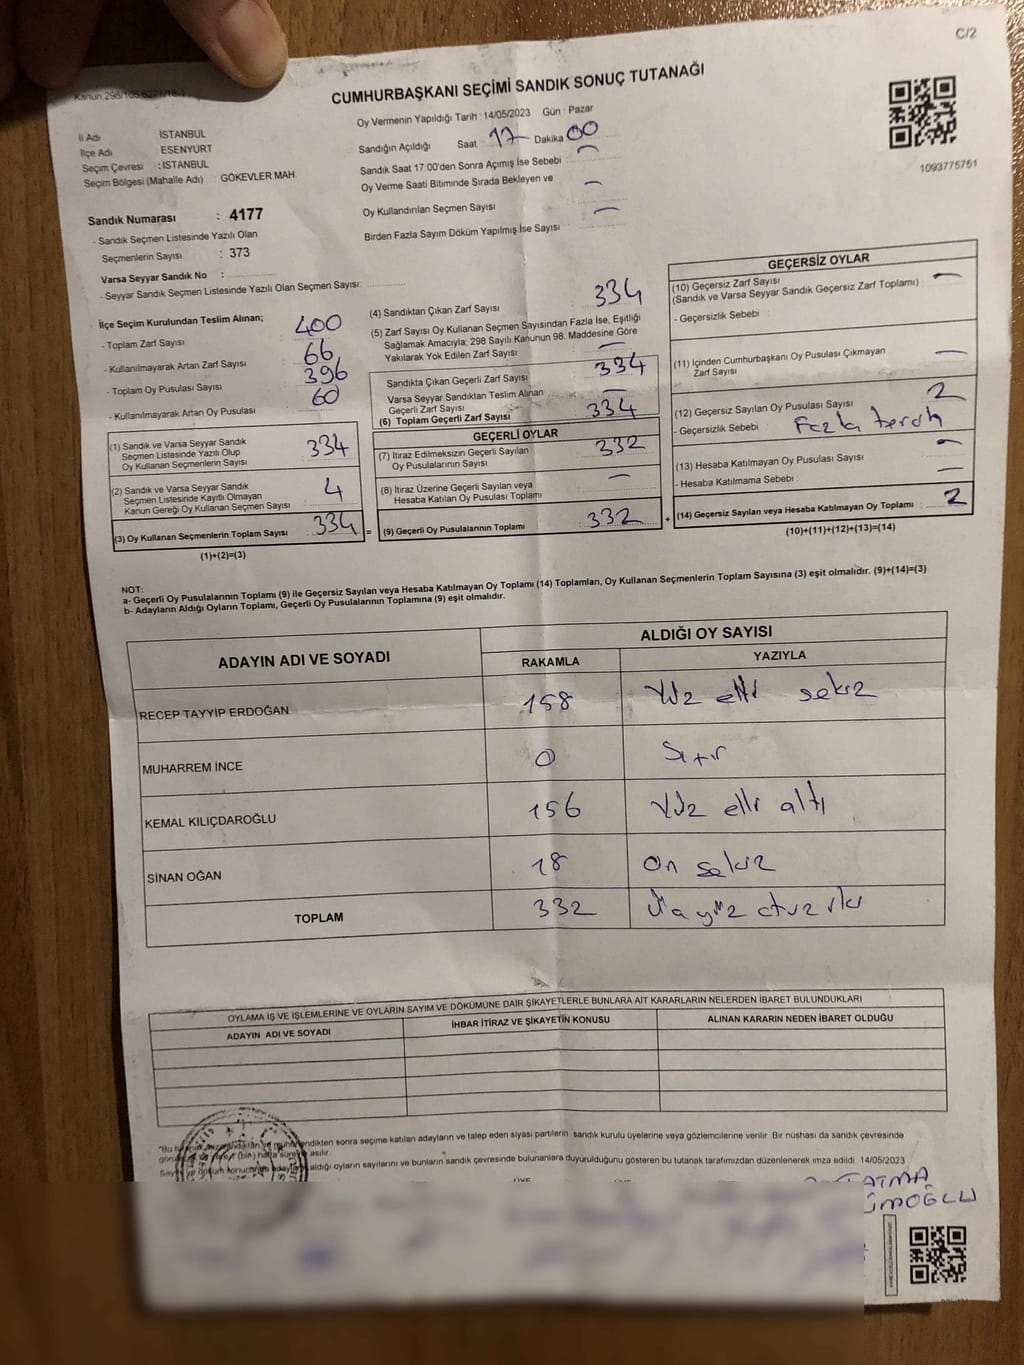 C/2
Kanun 298/105,6271/18-1
CUMHURBAŞKANI SEÇİMİ SANDIK SONUÇ TUTANAĞI
Oy Vermenin Yapıldığı Tarih : 14/05/2023 Gün : Pazar
İl Adı İSTANBUL
İlçe Adı ESENYURT
Seçim Çevresi : İSTANBUL
Seçim Bölgesi (Mahalle Adı) : GÖKEVLER MAH.
Sandık Numarası : 4177
- Sandık Seçmen Listesinde Yazılı Olan
Seçmenlerin Sayısı : 373
Varsa Seyyar Sandık No :
- Seyyar Sandık Seçmen Listesinde Yazılı Olan Seçmen Sayısı:
Sandığın Açıldığı Saat 17 Dakika 00
Sandık Saat 17:00'den Sonra Açımış İse Sebebi : —
Oy Verme Saati Bitiminde Sırada Bekleyen ve
Oy Kullandırılan Seçmen Sayısı : —
Birden Fazla Sayım Döküm Yapılmış İse Sayısı : —
1093775751
İlçe Seçim Kurulundan Teslim Alınan;
- Toplam Zarf Sayısı : 400
- Kullanılmayarak Artan Zarf Sayısı : 66
- Toplam Oy Pusulası Sayısı : 396
- Kullanılmayarak Artan Oy Pusulası : 60
(1) Sandık ve Varsa Seyyar Sandık
Seçmen Listesinde Yazılı Olup
Oy Kullanan Seçmenlerin Sayısı : 334
(2) Sandık ve Varsa Seyyar Sandık
Seçmen Listesinde Kayıtlı Olmayan
Kanun Gereği Oy Kullanan Seçmen Sayısı : 4
(3) Oy Kullanan Seçmenlerin Toplam Sayısı : 334 =
(1)+(2)=(3)
(4) Sandıktan Çıkan Zarf Sayısı : 334
(5) Zarf Sayısı Oy Kullanan Seçmen Sayısından Fazla İse, Eşitliği
Sağlamak Amacıyla; 298 Sayılı Kanunun 98. Maddesine Göre
Yakılarak Yok Edilen Zarf Sayısı : —
Sandıkta Çıkan Geçerli Zarf Sayısı : 334
Varsa Seyyar Sandıktan Teslim Alınan
Geçerli Zarf Sayısı : —
(6) Toplam Geçerli Zarf Sayısı : 334
GEÇERLİ OYLAR
(7) İtiraz Edilmeksizin Geçerli Sayılan
Oy Pusulalarının Sayısı : 332
(8) İtiraz Üzerine Geçerli Sayılan veya
Hesaba Katılan Oy Pusulası Toplamı : —
(9) Geçerli Oy Pusulalarının Toplamı : 332 +
GEÇERSİZ OYLAR
(10) Geçersiz Zarf Sayısı : —
(Sandık ve Varsa Seyyar Sandık Geçersiz Zarf Toplamı)
- Geçersizlik Sebebi :
(11) İçinden Cumhurbaşkanı Oy Pusulası Çıkmayan
Zarf Sayısı : —
(12) Geçersiz Sayılan Oy Pusulası Sayısı : 2
- Geçersizlik Sebebi : Fazla tercih
(13) Hesaba Katılmayan Oy Pusulası Sayısı : —
- Hesaba Katılmama Sebebi : —
(14) Geçersiz Sayılan veya Hesaba Katılmayan Oy Toplamı : 2
(10)+(11)+(12)+(13)=(14)
NOT:
a- Geçerli Oy Pusulalarının Toplamı (9) ile Geçersiz Sayılan veya Hesaba Katılmayan Oy Toplamı (14) Toplamları, Oy Kullanan Seçmenlerin Toplam Sayısına (3) eşit olmalıdır. (9)+(14)=(3)
b- Adayların Aldığı Oyların Toplamı, Geçerli Oy Pusulalarının Toplamına (9) eşit olmalıdır.
ADAYIN ADI VE SOYADI ALDIĞI OY SAYISI
RAKAMLA YAZIYLA
RECEP TAYYİP ERDOĞAN 158 Yüz elli sekiz
MUHARREM İNCE 0 Sıfır
KEMAL KILIÇDAROĞLU 156 Yüz elli altı
SİNAN OĞAN 18 On sekiz
TOPLAM 332 Üç yüz otuz iki
OYLAMA İŞ VE İŞLEMLERİNE VE OYLARIN SAYIM VE DÖKÜMÜNE DAİR ŞİKAYETLERLE BUNLARA AİT KARARLARIN NELERDEN İBARET BULUNDUKLARI
ADAYIN ADI VE SOYADI İHBAR İTİRAZ VE ŞİKAYETİN KONUSU ALINAN KARARIN NEDEN İBARET OLDUĞU
sonra seçime katılan adayların ve talep eden siyasi partilerin sandık kurulu üyelerine veya gözlemcilerine verilir. Bir nüshası da sandık çevresinde
(bir) hafta süreyle asılır.
aldığı oyların sayılarını ve bunların sandık çevresinde bulunanlara duyurulduğunu gösteren bu tutanak tarafımızdan düzenlenerek imza edildi. 14/05/2023
ÜYE ÜYE